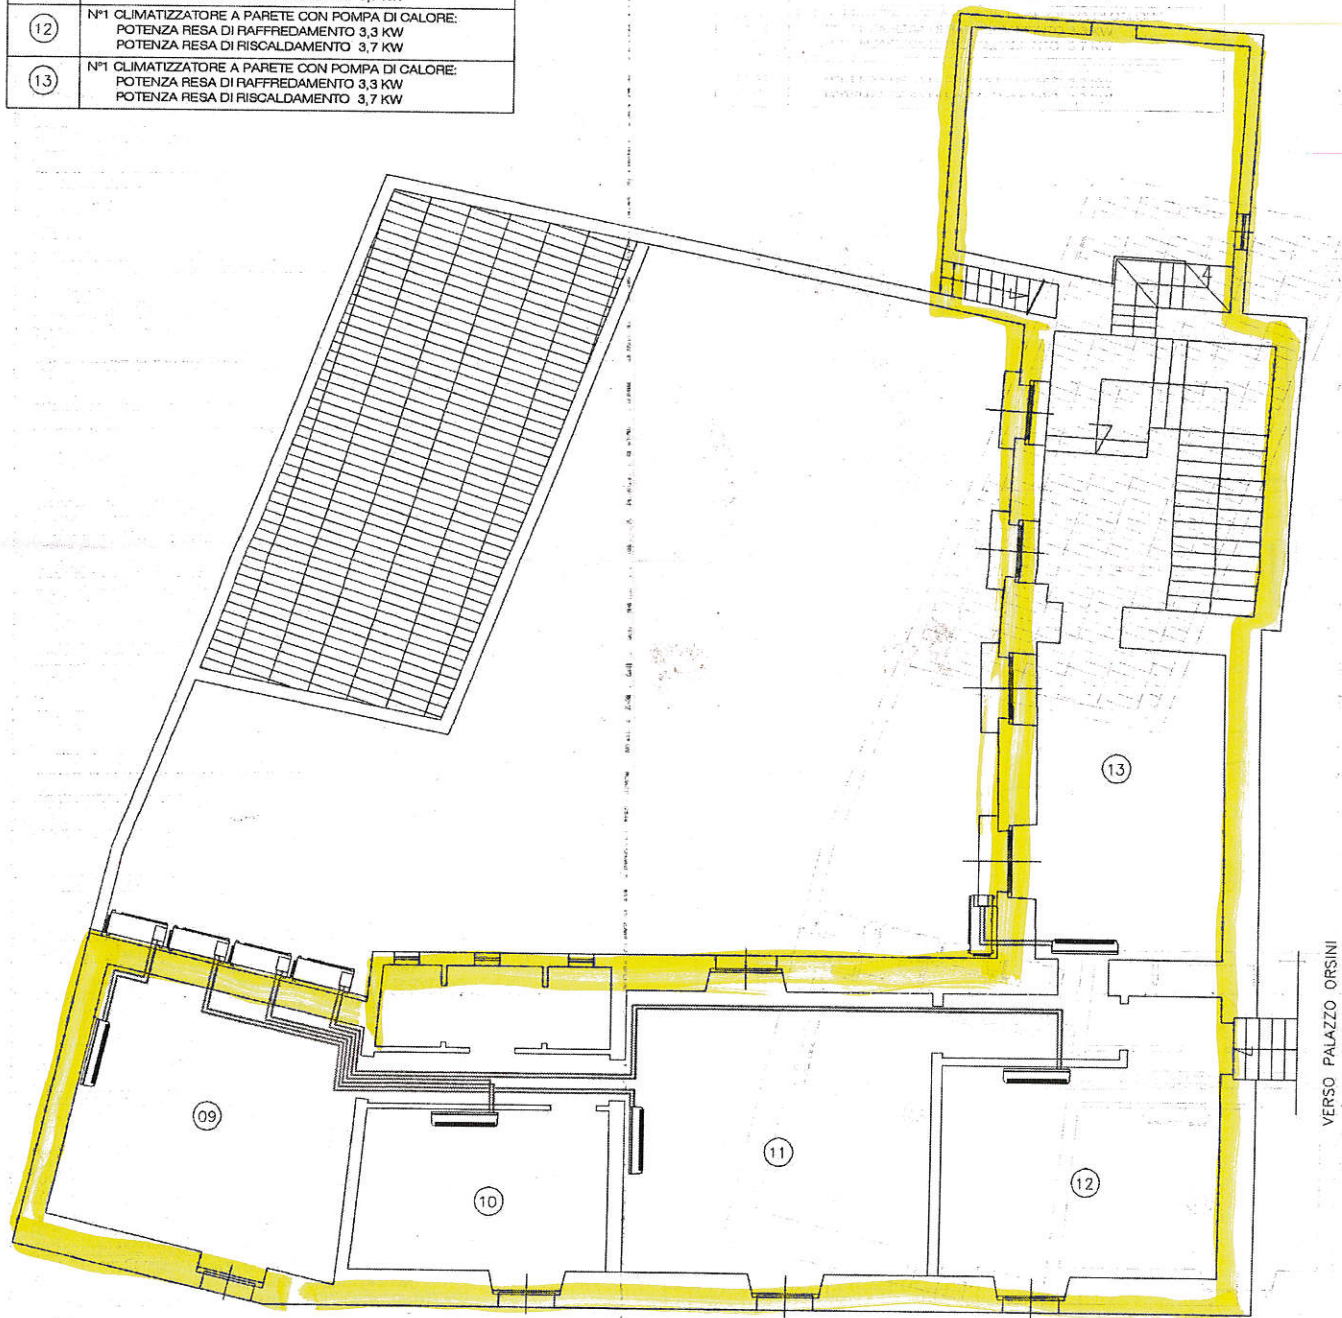 12
N°1 CLIMATIZZATORE A PARETE CON POMPA DI CALORE:
POTENZA RESA DI RAFFREDAMENTO 3,3 KW
POTENZA RESA DI RISCALDAMENTO 3,7 KW
13
N°1 CLIMATIZZATORE A PARETE CON POMPA DI CALORE:
POTENZA RESA DI RAFFREDAMENTO 3,3 KW
POTENZA RESA DI RISCALDAMENTO 3,7 KW
13
VERSO PALAZZO ORSINI
09
10
11
12